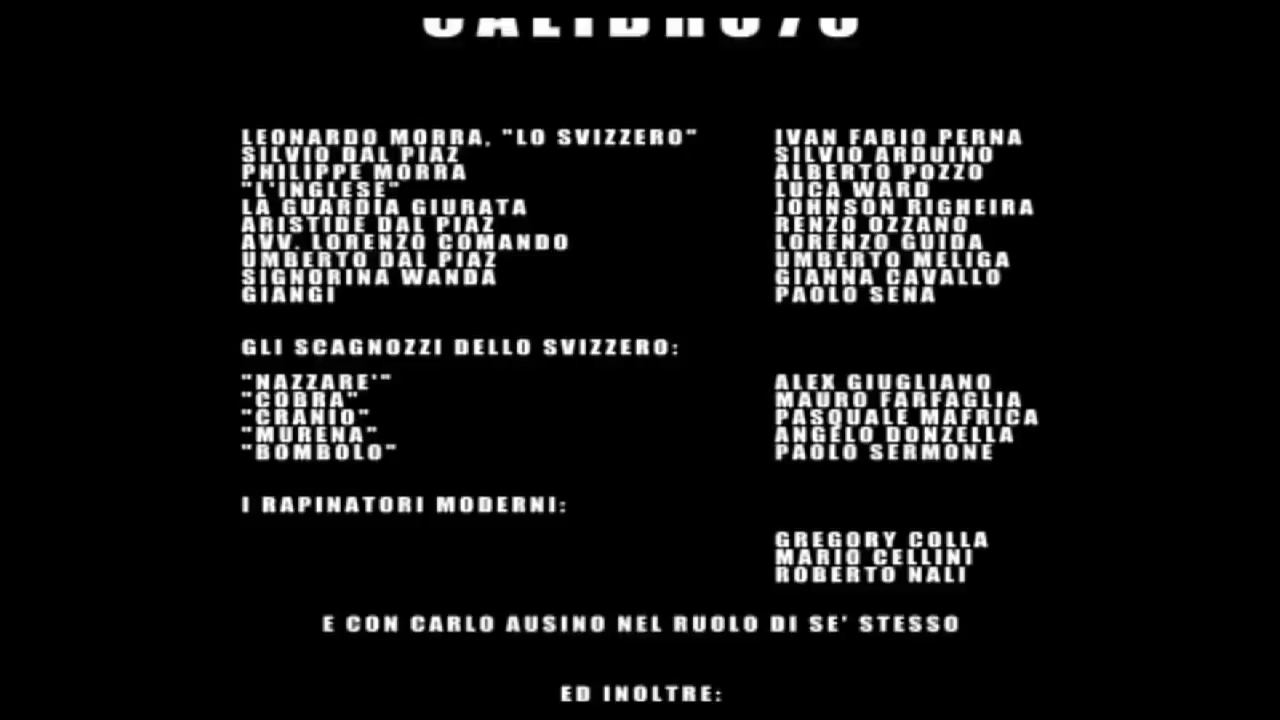 CALIBRO70
LEONARDO MORRA, "LO SVIZZERO" IVAN FABIO PERNA
SILVIO DAL PIAZ SILVIO ARDUINO
PHILIPPE MORRA ALBERTO POZZO
"L'INGLESE" LUCA WARD
LA GUARDIA GIURATA JOHNSON RIGHEIRA
ARISTIDE DAL PIAZ RENZO OZZANO
AVV. LORENZO COMANDO LORENZO GUIDA
UMBERTO DAL PIAZ UMBERTO MELIGA
SIGNORINA WANDA GIANNA CAVALLO
GIANGI PAOLO SENA
GLI SCAGNOZZI DELLO SVIZZERO:
"NAZZARE'" ALEX GIUGLIANO
"COBRA" MAURO FARFAGLIA
"CRANIO" PASQUALE MAFRICA
"MURENA" ANGELO DONZELLA
"BOMBOLO" PAOLO SERMONE
I RAPINATORI MODERNI:
GREGORY COLLA
MARIO CELLINI
ROBERTO NALI
E CON CARLO AUSINO NEL RUOLO DI SE' STESSO
ED INOLTRE: